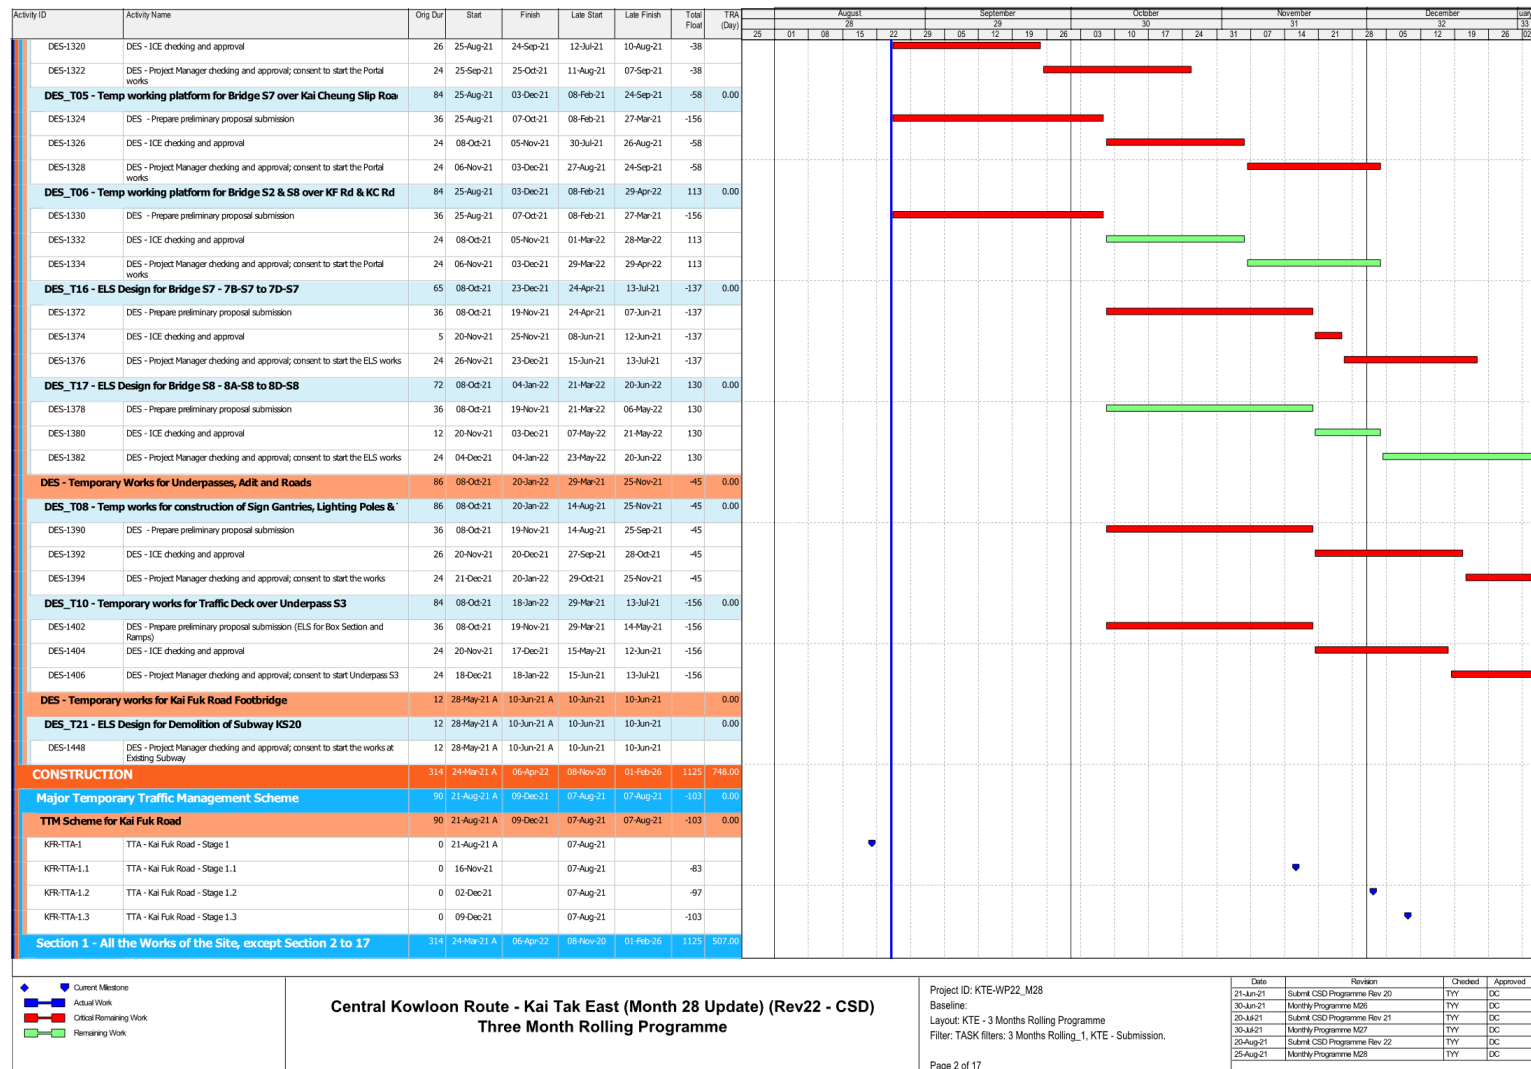 Activity ID Activity Name Orig Dur Start Finish Late Start Late Finish Total Float TRA (Day)
August September October November December uary
28 29 30 31 32 33
25 01 08 15 22 29 05 12 19 26 03 10 17 24 31 07 14 21 28 05 12 19 26 02
DES-1320 DES - ICE checking and approval 26 25-Aug-21 24-Sep-21 12-Jul-21 10-Aug-21 -38
DES-1322 DES - Project Manager checking and approval; consent to start the Portal works 24 25-Sep-21 25-Oct-21 11-Aug-21 07-Sep-21 -38
DES_T05 - Temp working platform for Bridge S7 over Kai Cheung Slip Roa 84 25-Aug-21 03-Dec-21 08-Feb-21 24-Sep-21 -58 0.00
DES-1324 DES - Prepare preliminary proposal submission 36 25-Aug-21 07-Oct-21 08-Feb-21 27-Mar-21 -156
DES-1326 DES - ICE checking and approval 24 08-Oct-21 05-Nov-21 30-Jul-21 26-Aug-21 -58
DES-1328 DES - Project Manager checking and approval; consent to start the Portal works 24 06-Nov-21 03-Dec-21 27-Aug-21 24-Sep-21 -58
DES_T06 - Temp working platform for Bridge S2 & S8 over KF Rd & KC Rd 84 25-Aug-21 03-Dec-21 08-Feb-21 29-Apr-22 113 0.00
DES-1330 DES - Prepare preliminary proposal submission 36 25-Aug-21 07-Oct-21 08-Feb-21 27-Mar-21 -156
DES-1332 DES - ICE checking and approval 24 08-Oct-21 05-Nov-21 01-Mar-22 28-Mar-22 113
DES-1334 DES - Project Manager checking and approval; consent to start the Portal works 24 06-Nov-21 03-Dec-21 29-Mar-22 29-Apr-22 113
DES_T16 - ELS Design for Bridge S7 - 7B-S7 to 7D-S7 65 08-Oct-21 23-Dec-21 24-Apr-21 13-Jul-21 -137 0.00
DES-1372 DES - Prepare preliminary proposal submission 36 08-Oct-21 19-Nov-21 24-Apr-21 07-Jun-21 -137
DES-1374 DES - ICE checking and approval 5 20-Nov-21 25-Nov-21 08-Jun-21 12-Jun-21 -137
DES-1376 DES - Project Manager checking and approval; consent to start the ELS works 24 26-Nov-21 23-Dec-21 15-Jun-21 13-Jul-21 -137
DES_T17 - ELS Design for Bridge S8 - 8A-S8 to 8D-S8 72 08-Oct-21 04-Jan-22 21-Mar-22 20-Jun-22 130 0.00
DES-1378 DES - Prepare preliminary proposal submission 36 08-Oct-21 19-Nov-21 21-Mar-22 06-May-22 130
DES-1380 DES - ICE checking and approval 12 20-Nov-21 03-Dec-21 07-May-22 21-May-22 130
DES-1382 DES - Project Manager checking and approval; consent to start the ELS works 24 04-Dec-21 04-Jan-22 23-May-22 20-Jun-22 130
DES - Temporary Works for Underpasses, Adit and Roads 86 08-Oct-21 20-Jan-22 29-Mar-21 25-Nov-21 -45 0.00
DES_T08 - Temp works for construction of Sign Gantries, Lighting Poles & 86 08-Oct-21 20-Jan-22 14-Aug-21 25-Nov-21 -45 0.00
DES-1390 DES - Prepare preliminary proposal submission 36 08-Oct-21 19-Nov-21 14-Aug-21 25-Sep-21 -45
DES-1392 DES - ICE checking and approval 26 20-Nov-21 20-Dec-21 27-Sep-21 28-Oct-21 -45
DES-1394 DES - Project Manager checking and approval; consent to start the works 24 21-Dec-21 20-Jan-22 29-Oct-21 25-Nov-21 -45
DES_T10 - Temporary works for Traffic Deck over Underpass S3 84 08-Oct-21 18-Jan-22 29-Mar-21 13-Jul-21 -156 0.00
DES-1402 DES - Prepare preliminary proposal submission (ELS for Box Section and Ramps) 36 08-Oct-21 19-Nov-21 29-Mar-21 14-May-21 -156
DES-1404 DES - ICE checking and approval 24 20-Nov-21 17-Dec-21 15-May-21 12-Jun-21 -156
DES-1406 DES - Project Manager checking and approval; consent to start Underpass S3 24 18-Dec-21 18-Jan-22 15-Jun-21 13-Jul-21 -156
DES - Temporary works for Kai Fuk Road Footbridge 12 28-May-21 A 10-Jun-21 A 10-Jun-21 10-Jun-21 0.00
DES_T21 - ELS Design for Demolition of Subway KS20 12 28-May-21 A 10-Jun-21 A 10-Jun-21 10-Jun-21 0.00
DES-1448 DES - Project Manager checking and approval; consent to start the works at Existing Subway 12 28-May-21 A 10-Jun-21 A 10-Jun-21 10-Jun-21
CONSTRUCTION 314 24-Mar-21 A 06-Apr-22 08-Nov-20 01-Feb-26 1125 748.00
Major Temporary Traffic Management Scheme 90 21-Aug-21 A 09-Dec-21 07-Aug-21 07-Aug-21 -103 0.00
TTM Scheme for Kai Fuk Road 90 21-Aug-21 A 09-Dec-21 07-Aug-21 07-Aug-21 -103 0.00
KFR-TTA-1 TTA - Kai Fuk Road - Stage 1 0 21-Aug-21 A 07-Aug-21
KFR-TTA-1.1 TTA - Kai Fuk Road - Stage 1.1 0 16-Nov-21 07-Aug-21 -83
KFR-TTA-1.2 TTA - Kai Fuk Road - Stage 1.2 0 02-Dec-21 07-Aug-21 -97
KFR-TTA-1.3 TTA - Kai Fuk Road - Stage 1.3 0 09-Dec-21 07-Aug-21 -103
Section 1 - All the Works of the Site, except Section 2 to 17 314 24-Mar-21 A 06-Apr-22 08-Nov-20 01-Feb-26 1125 507.00
Current Milestone
Actual Work
Critical Remaining Work
Remaining Work
Central Kowloon Route - Kai Tak East (Month 28 Update) (Rev22 - CSD)
Three Month Rolling Programme
Project ID: KTE-WP22_M28
Baseline:
Layout: KTE - 3 Months Rolling Programme
Filter: TASK filters: 3 Months Rolling_1, KTE - Submission.
Page 2 of 17
Date Revision Checked Approved
21-Jun-21 Submit CSD Programme Rev 20 TYY DC
30-Jun-21 Monthly Programme M26 TYY DC
20-Jul-21 Submit CSD Programme Rev 21 TYY DC
30-Jul-21 Monthly Programme M27 TYY DC
20-Aug-21 Submit CSD Programme Rev 22 TYY DC
25-Aug-21 Monthly Programme M28 TYY DC